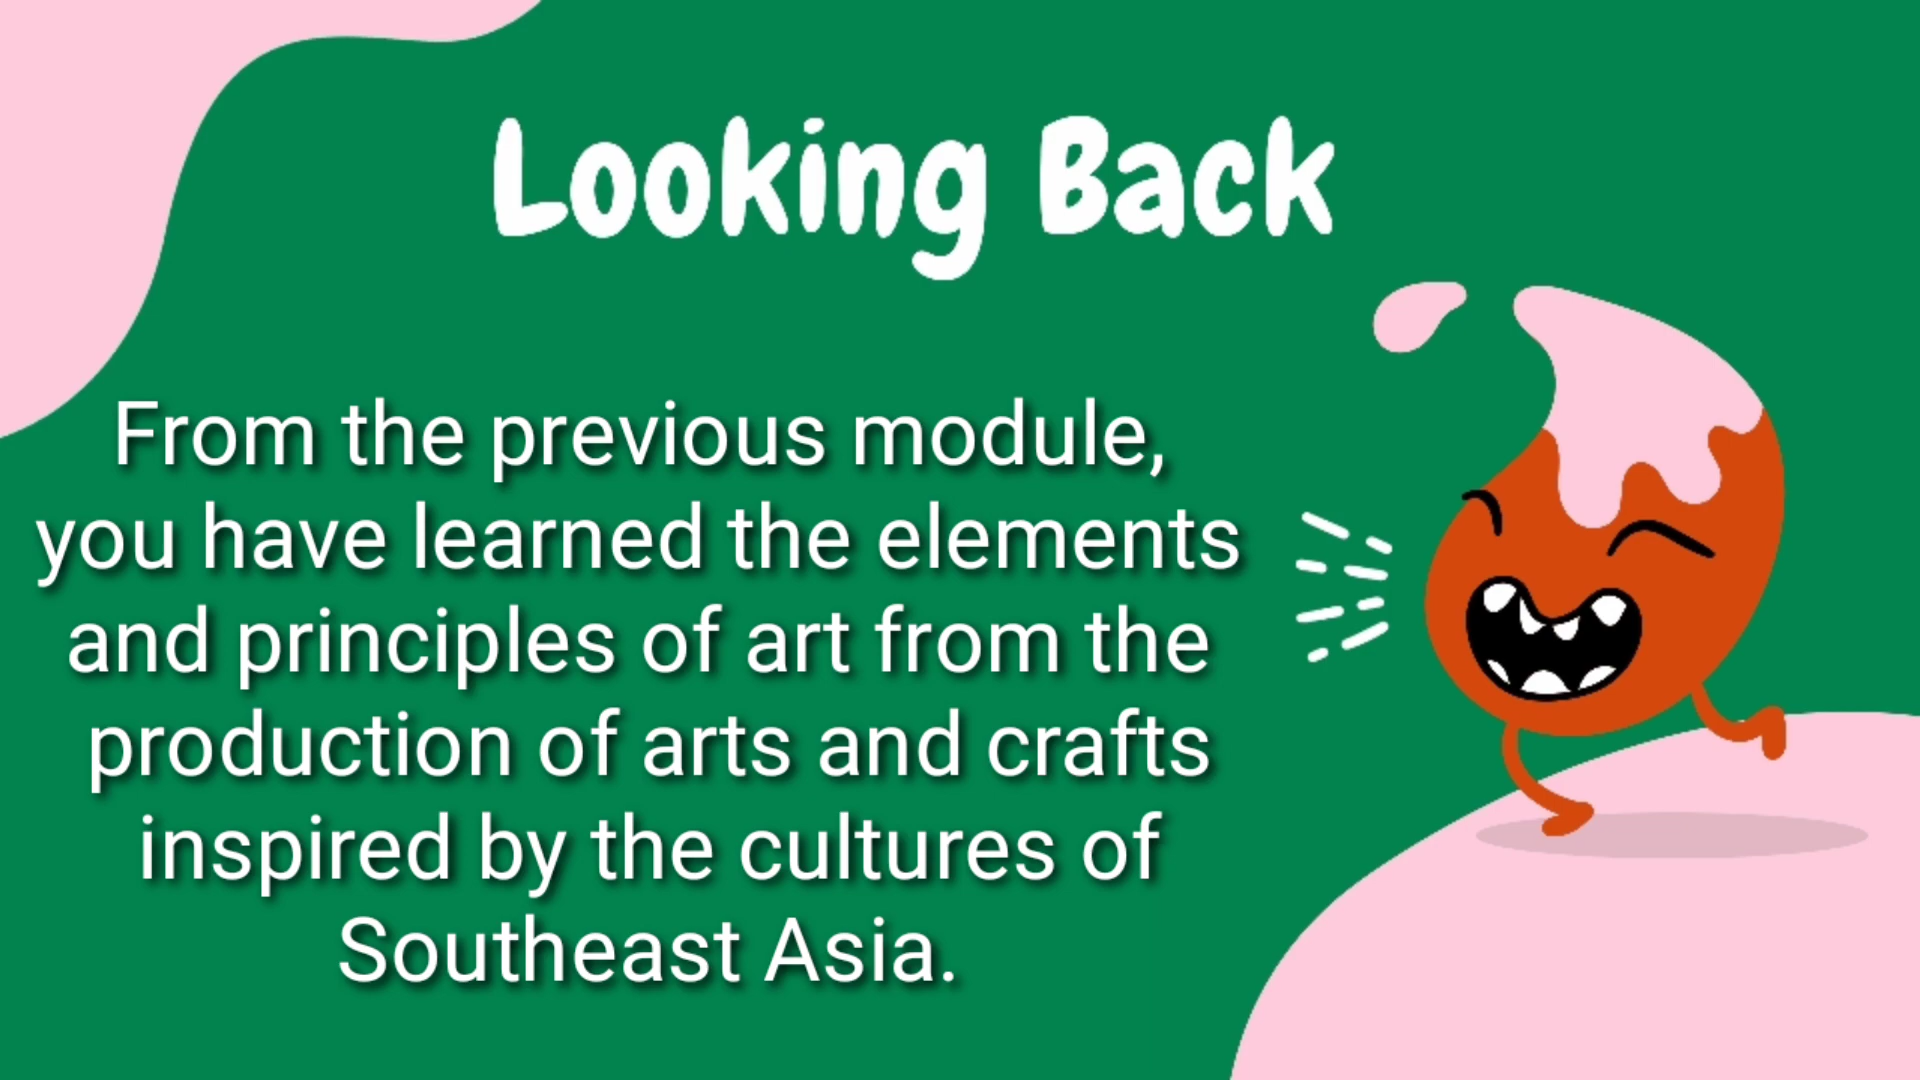 Looking Back
From the previous module,
you have learned the elements
and principles of art from the
production of arts and crafts
inspired by the cultures of
Southeast Asia.